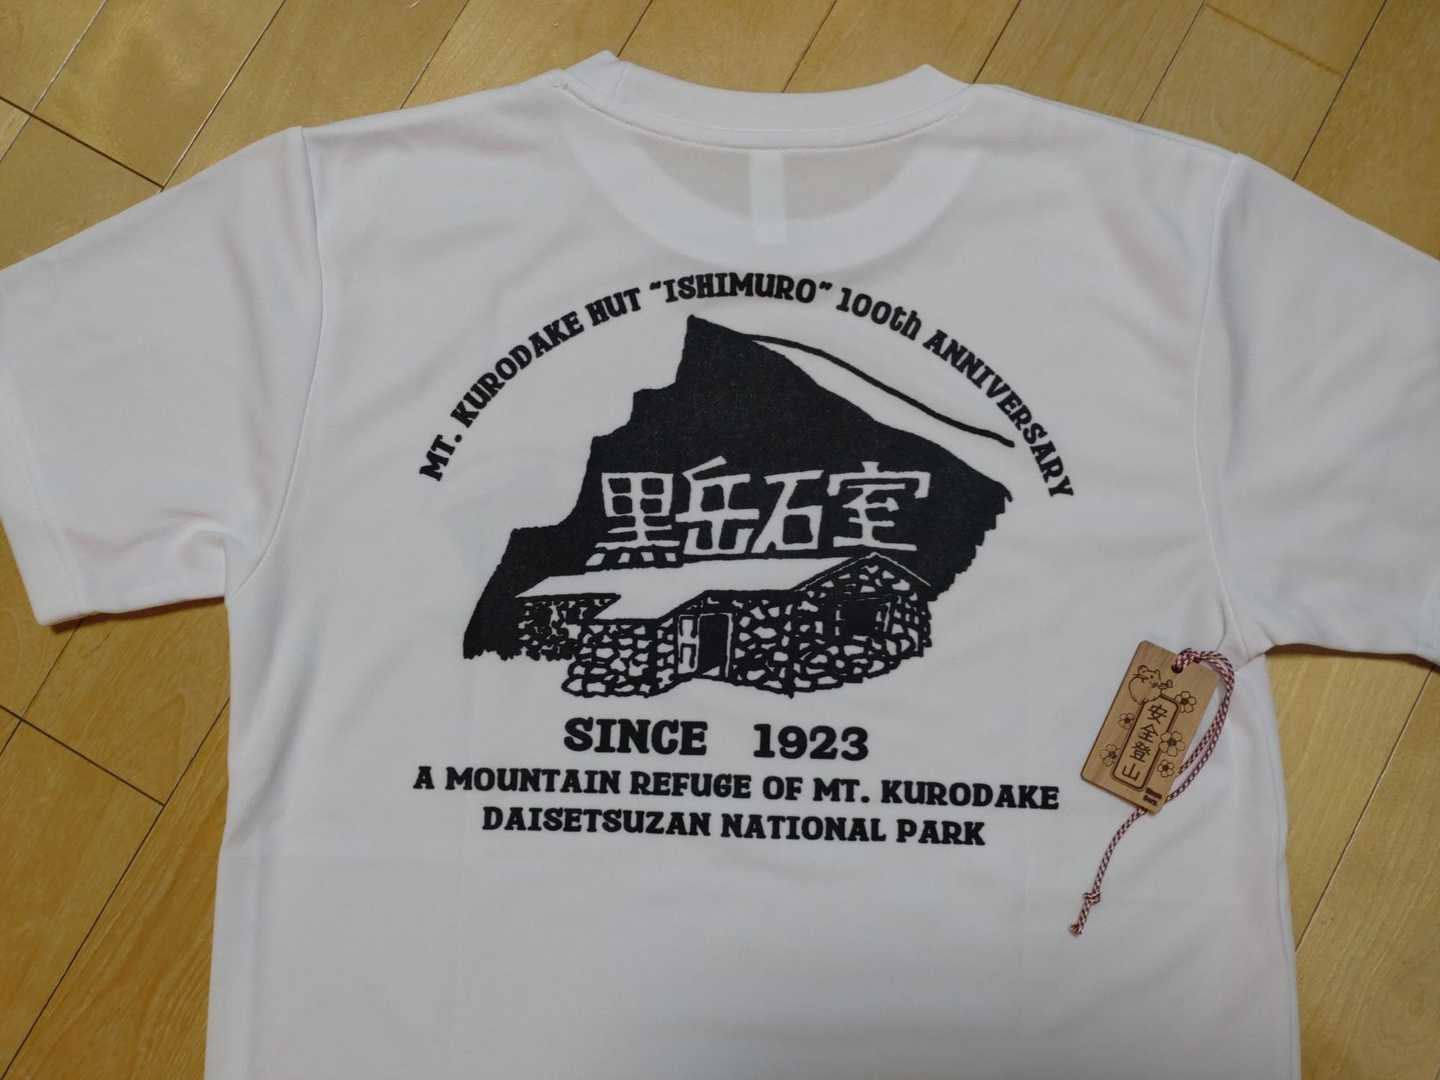 MT. KURODAKE HUT "ISHIMURO" 100th ANNIVERSARY
黒岳石室
SINCE 1923
A MOUNTAIN REFUGE OF MT. KURODAKE
DAISETSUZAN NATIONAL PARK
安全登山